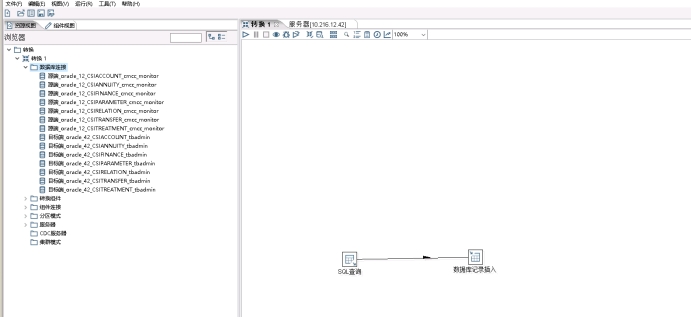 文件(F) 编辑(E) 视图(V) 运行(R) 工具(T) 帮助(H)
资源视图 组件视图
浏览器
转换
转换 1
数据库连接
源端_oracle_12_CSIACCOUNT_cmcc_monitor
源端_oracle_12_CSIANNUITY_cmcc_monitor
源端_oracle_12_CSIFINANCE_cmcc_monitor
源端_oracle_12_CSIPARAMETER_cmcc_monitor
源端_oracle_12_CSIRELATION_cmcc_monitor
源端_oracle_12_CSITRANSFER_cmcc_monitor
源端_oracle_12_CSITREATMENT_cmcc_monitor
目标端_oracle_42_CSIACCOUNT_tbadmin
目标端_oracle_42_CSIANNUITY_tbadmin
目标端_oracle_42_CSIFINANCE_tbadmin
目标端_oracle_42_CSIPARAMETER_tbadmin
目标端_oracle_42_CSIRELATION_tbadmin
目标端_oracle_42_CSITRANSFER_tbadmin
目标端_oracle_42_CSITREATMENT_tbadmin
转换组件
组件连接
分区模式
服务器
CDC服务器
集群模式
转换 1 服务器[10.216.12.42]
100%
SQL查询
数据库记录插入